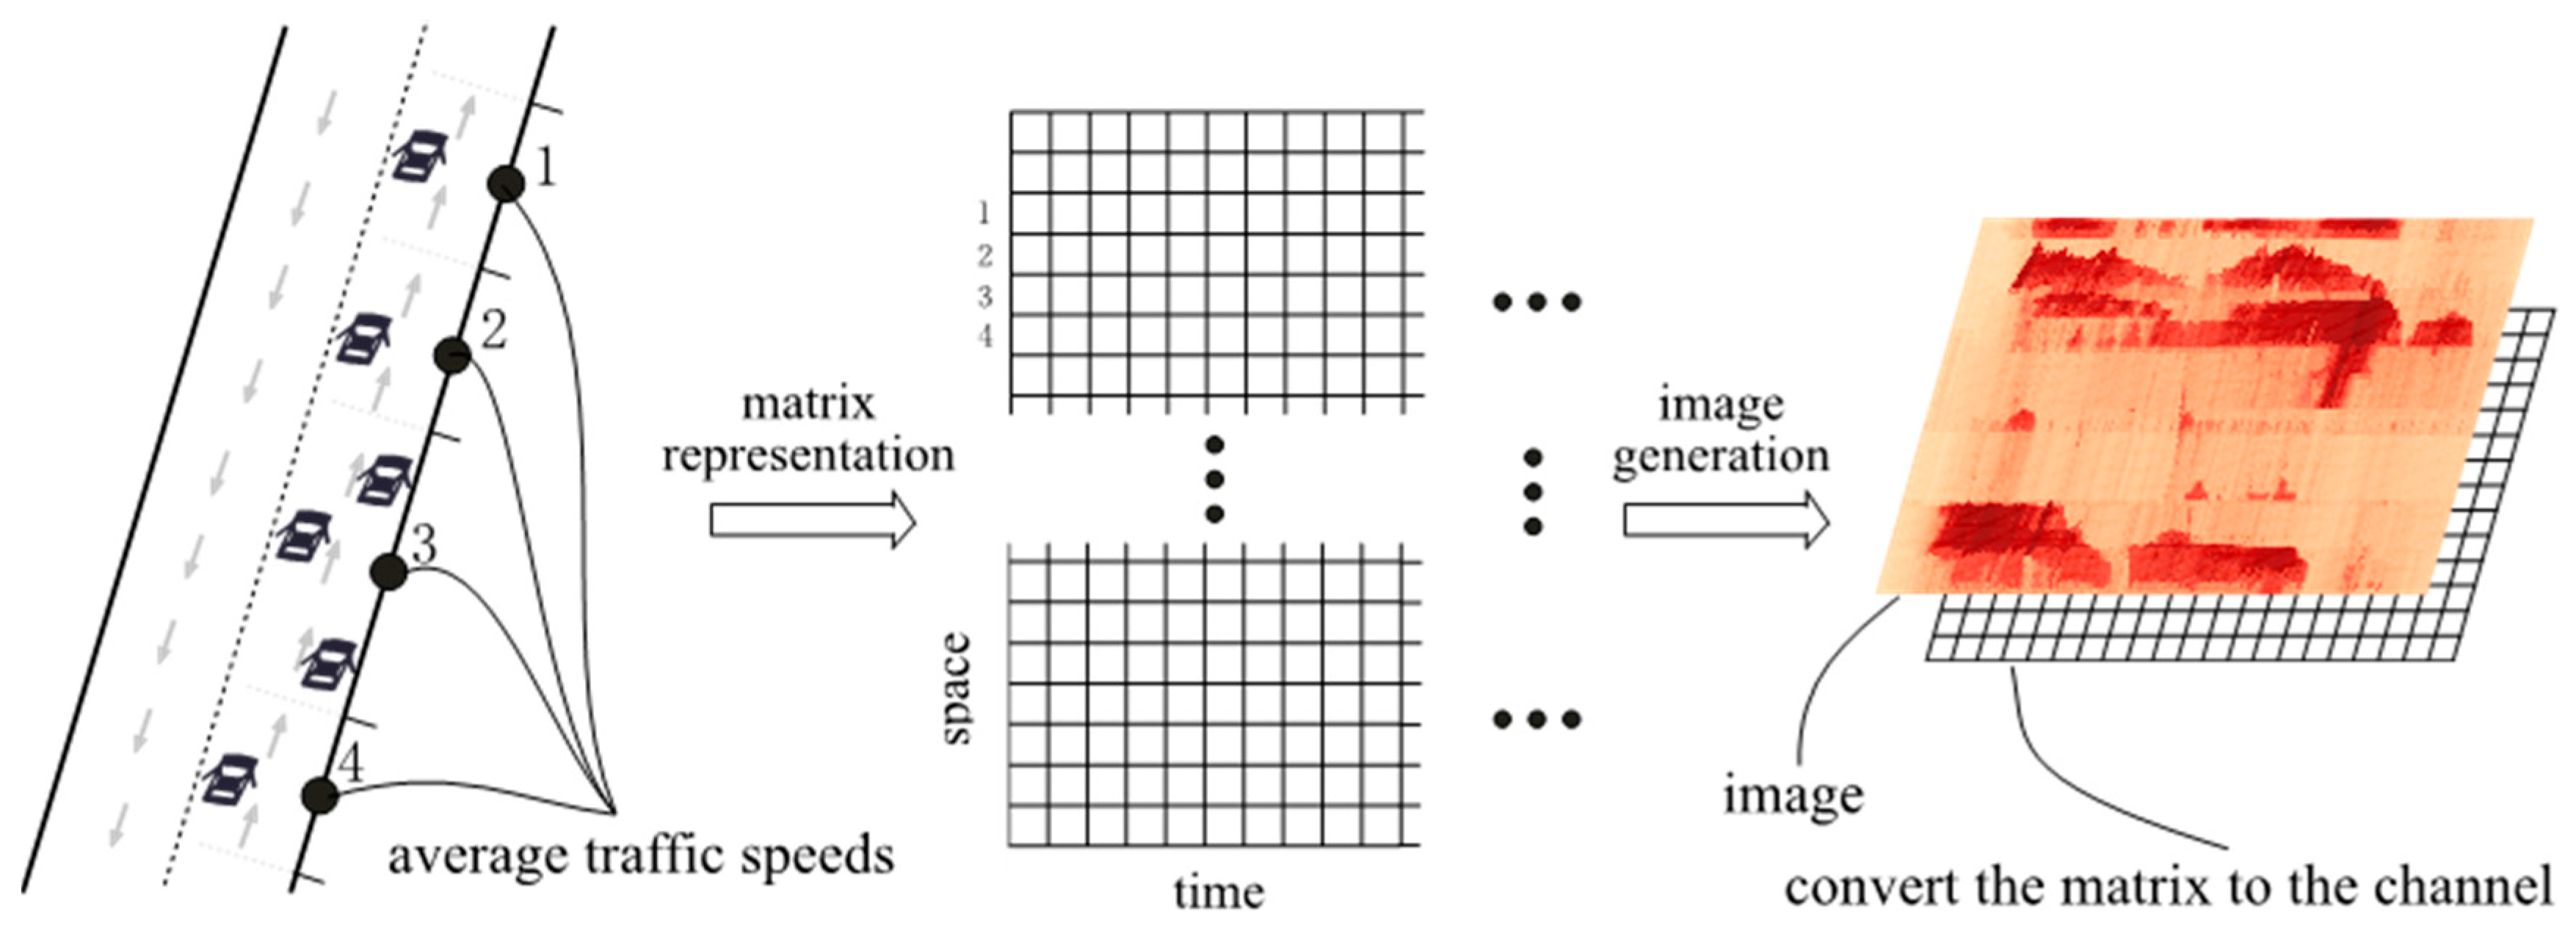 1
2
3
4
average traffic speeds
matrix
representation
1
2
3
4
space
time
image
generation
image
convert the matrix to the channel